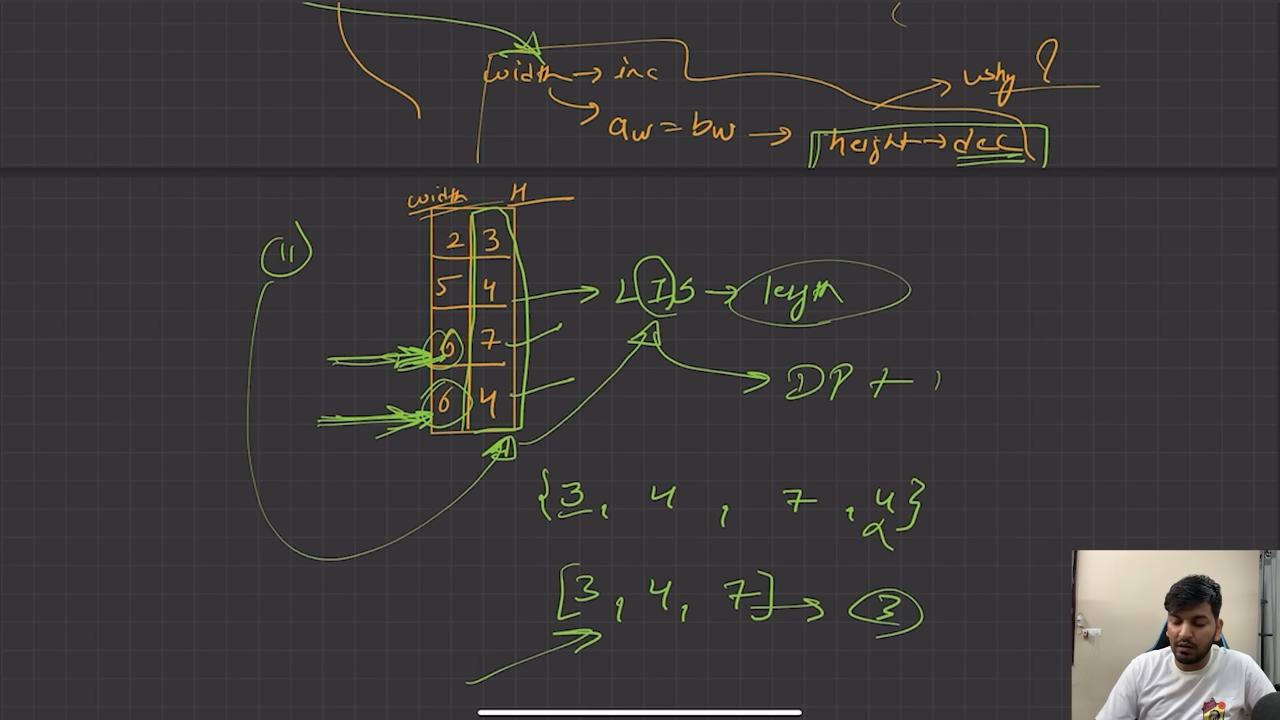 width → inc
why ?
aw = bw → height → dec
width H
2 3
(11)
5 4 → LIS → length
6 7
DP +
6 4
{3, 4, 7, 4}
[3, 4, 7] → 3